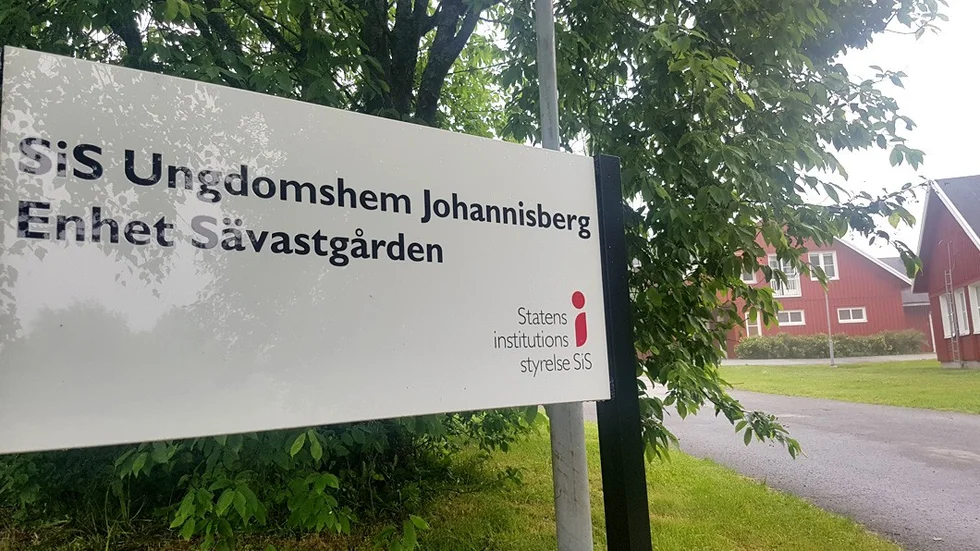 SiS Ungdomshem Johannisberg
Enhet Sävastgården
Statens
institutions
styrelse SiS